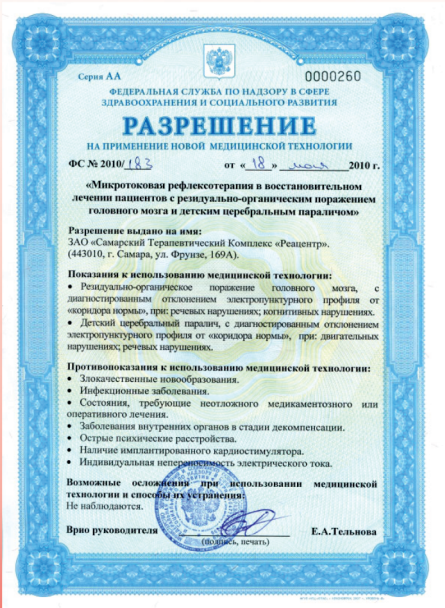 Серия АА
0000260
ФЕДЕРАЛЬНАЯ СЛУЖБА ПО НАДЗОРУ В СФЕРЕ
ЗДРАВООХРАНЕНИЯ И СОЦИАЛЬНОГО РАЗВИТИЯ
РАЗРЕШЕНИЕ
НА ПРИМЕНЕНИЕ НОВОЙ МЕДИЦИНСКОЙ ТЕХНОЛОГИИ
ФС № 2010/ 183 от « 18 » мая 2010 г.
«Микротоковая рефлексотерапия в восстановительном
лечении пациентов с резидуально-органическим поражением
головного мозга и детским церебральным параличом»
Разрешение выдано на имя:
ЗАО «Самарский Терапевтический Комплекс «Реацентр».
(443010, г. Самара, ул. Фрунзе, 169А).
Показания к использованию медицинской технологии:
• Резидуально-органическое поражение головного мозга, с
диагностированным отклонением электропунктурного профиля от
«коридора нормы», при: речевых нарушениях; когнитивных нарушениях.
• Детский церебральный паралич, с диагностированным отклонением
электропунктурного профиля от «коридора нормы», при: двигательных
нарушениях; речевых нарушениях.
Противопоказания к использованию медицинской технологии:
• Злокачественные новообразования.
• Инфекционные заболевания.
• Состояния, требующие неотложного медикаментозного или
оперативного лечения.
• Заболевания внутренних органов в стадии декомпенсации.
• Острые психические расстройства.
• Наличие имплантированного кардиостимулятора.
• Индивидуальная непереносимость электрического тока.
Возможные осложнения при использовании медицинской
технологии и способы их устранения:
Не наблюдаются.
Врио руководителя
Е.А.Тельнова
(подпись, печать)